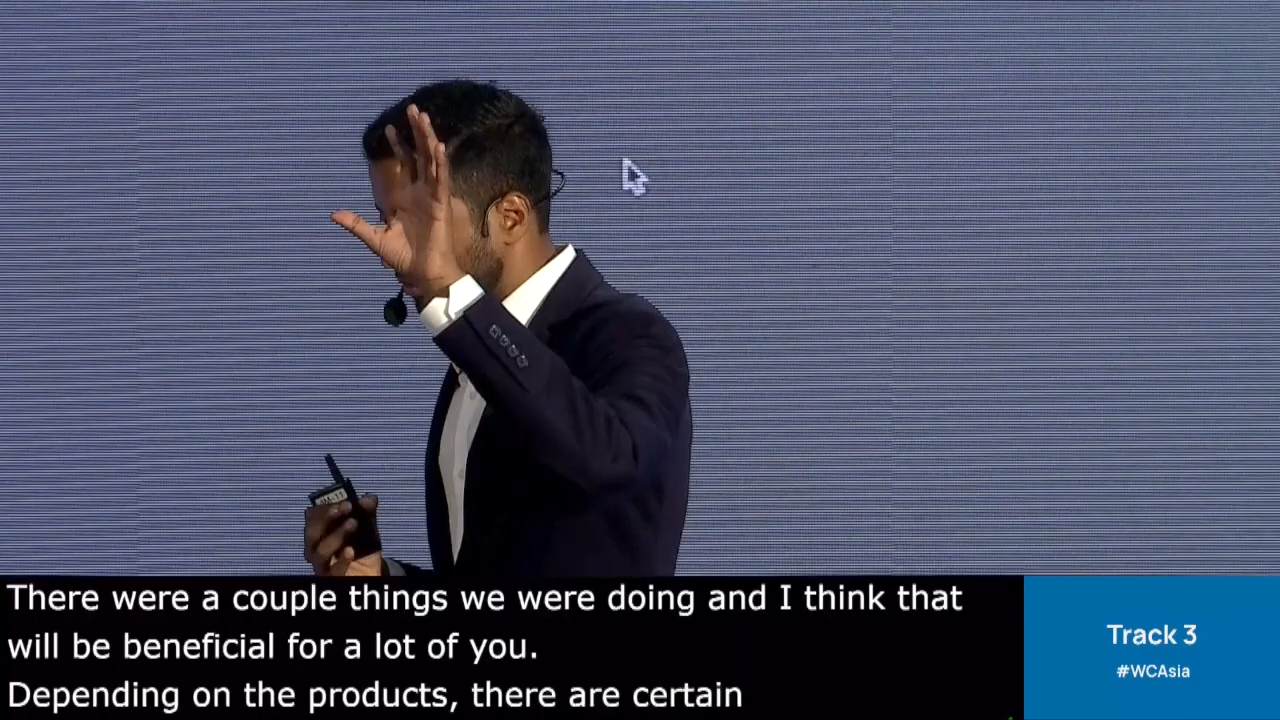 There were a couple things we were doing and I think that
will be beneficial for a lot of you.
Depending on the products, there are certain
Track 3
#WCAsia